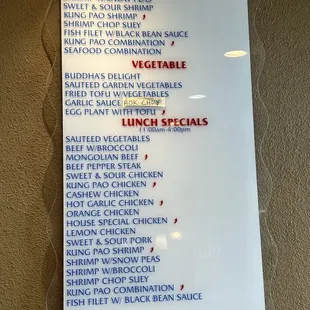 SWEET & SOUR SHRIMP
KUNG PAO SHRIMP
SHRIMP CHOP SUEY
FISH FILET W/BLACK BEAN SAUCE
KUNG PAO COMBINATION
SEAFOOD COMBINATION
VEGETABLE
BUDDHA'S DELIGHT
SAUTEED GARDEN VEGETABLES
FRIED TOFU W/VEGETABLES
GARLIC SAUCE BOK CHOY
EGG PLANT WITH TOFU
LUNCH SPECIALS
11:00am-4:00pm
SAUTEED VEGETABLES
BEEF W/BROCCOLI
MONGOLIAN BEEF
BEEF PEPPER STEAK
SWEET & SOUR CHICKEN
KUNG PAO CHICKEN
CASHEW CHICKEN
HOT GARLIC CHICKEN
ORANGE CHICKEN
HOUSE SPECIAL CHICKEN
LEMON CHICKEN
SWEET & SOUR PORK
KUNG PAO SHRIMP
SHRIMP W/SNOW PEAS
SHRIMP W/BROCCOLI
SHRIMP CHOP SUEY
KUNG PAO COMBINATION
FISH FILET W/ BLACK BEAN SAUCE